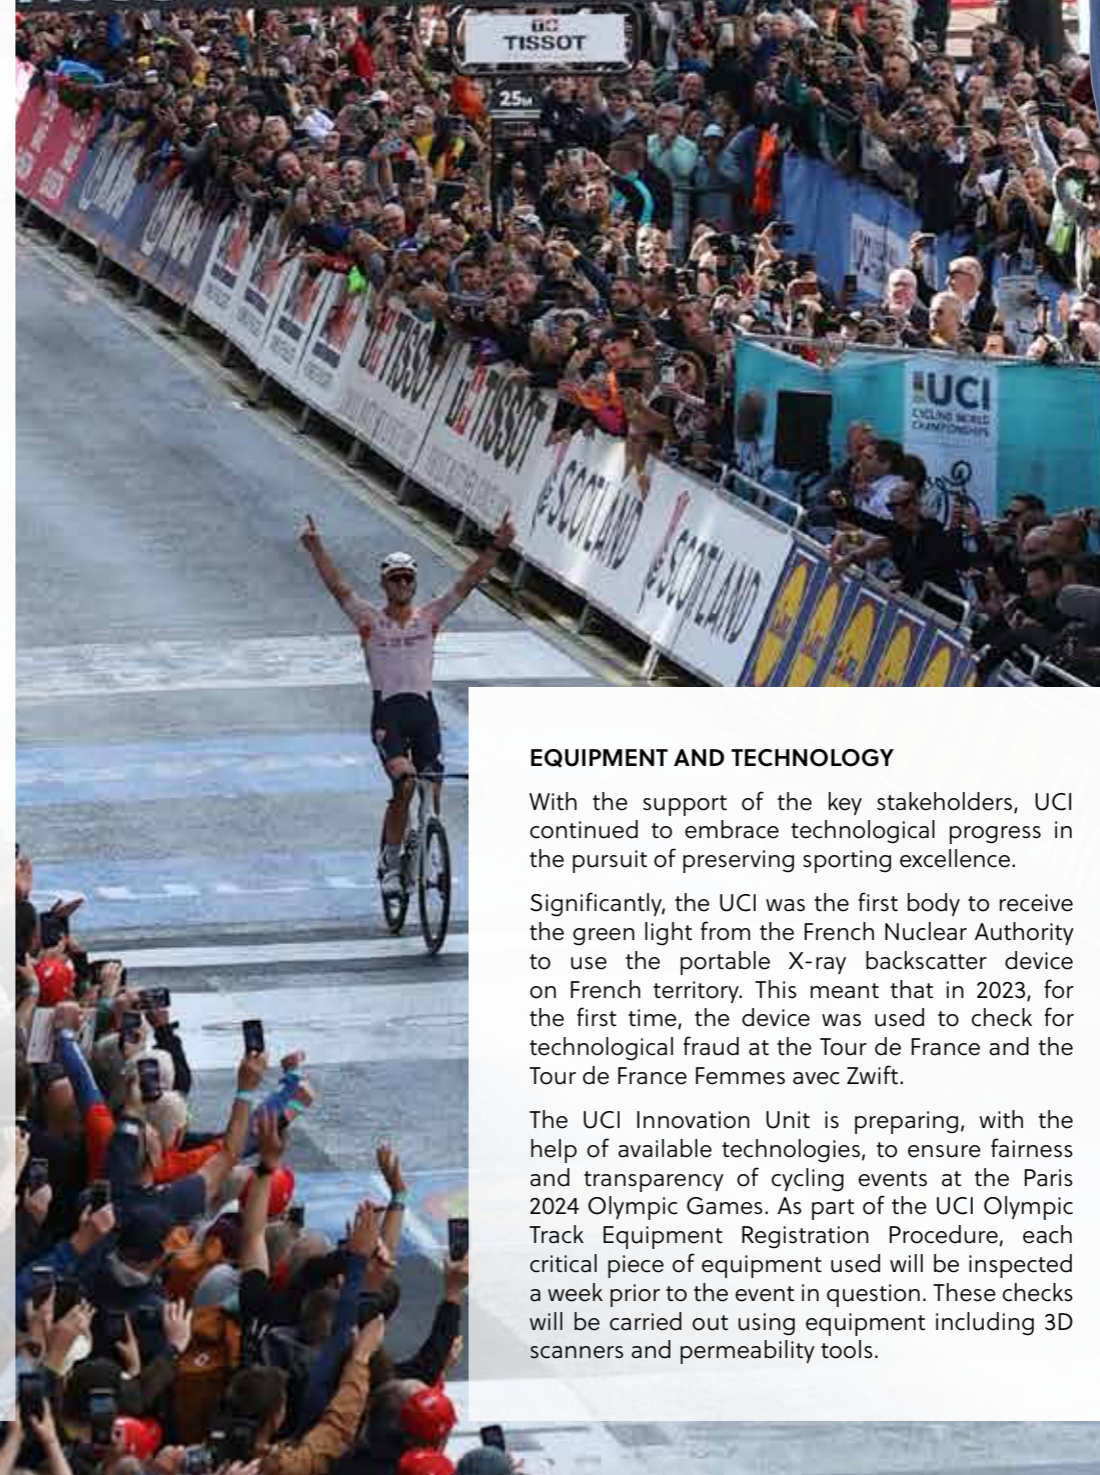 TISSOT
25M
UCI
CYCLING WORLD
CHAMPIONSHIPS
TISSOT
TISSOT
SCOTLAND
SCOTLAND
EQUIPMENT AND TECHNOLOGY
With the support of the key stakeholders, UCI
continued to embrace technological progress in
the pursuit of preserving sporting excellence.
Significantly, the UCI was the first body to receive
the green light from the French Nuclear Authority
to use the portable X-ray backscatter device
on French territory. This meant that in 2023, for
the first time, the device was used to check for
technological fraud at the Tour de France and the
Tour de France Femmes avec Zwift.
The UCI Innovation Unit is preparing, with the
help of available technologies, to ensure fairness
and transparency of cycling events at the Paris
2024 Olympic Games. As part of the UCI Olympic
Track Equipment Registration Procedure, each
critical piece of equipment used will be inspected
a week prior to the event in question. These checks
will be carried out using equipment including 3D
scanners and permeability tools.